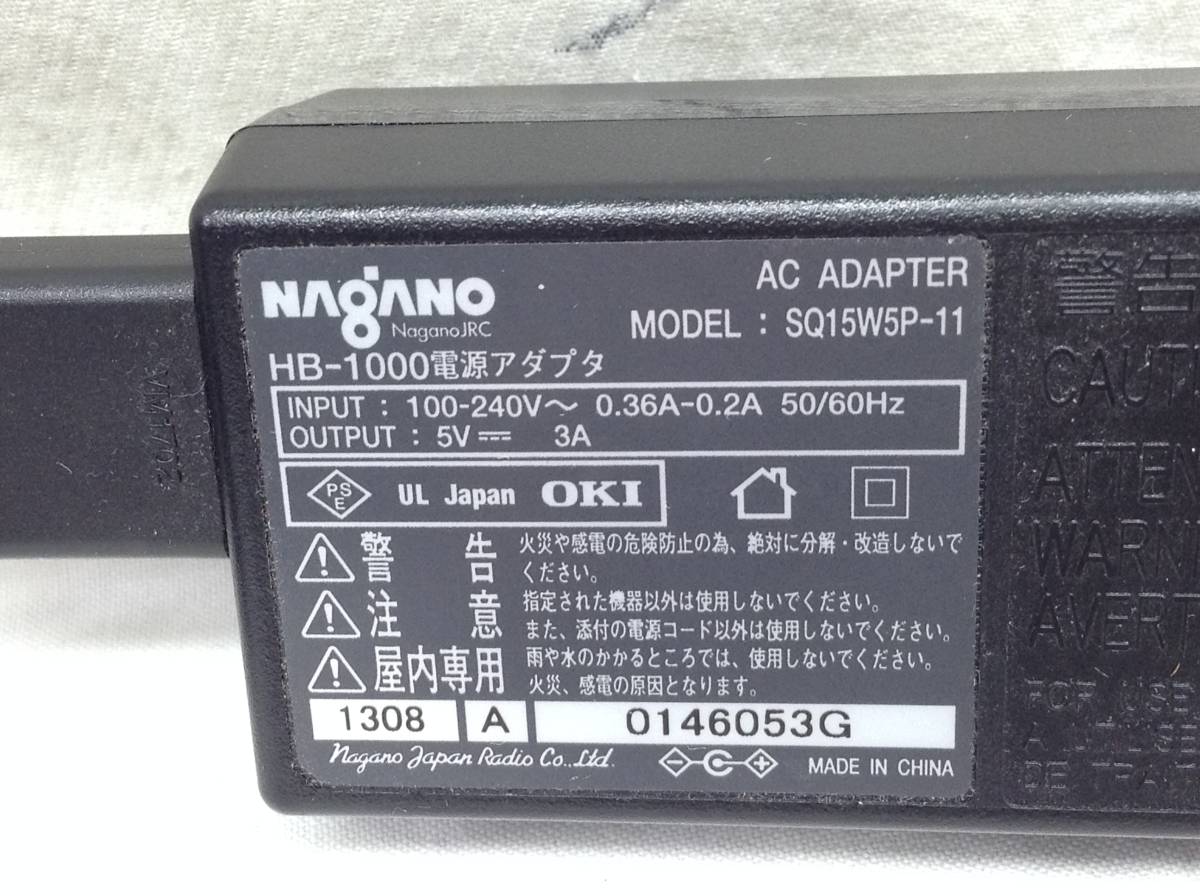 NAGANO
NaganoJRC
AC ADAPTER
MODEL : SQ15W5P-11
HB-1000電源アダプタ
INPUT : 100-240V～ 0.36A-0.2A 50/60Hz
OUTPUT : 5V⎓ 3A
PS
E
UL Japan OKI
警告 火災や感電の危険防止の為、絶対に分解・改造しないで
ください。
注意 指定された機器以外は使用しないでください。
また、添付の電源コード以外は使用しないでください。
屋内専用 雨や水のかかるところでは、使用しないでください。
火災、感電の原因となります。
1308 A 0146053G
Nagano Japan Radio Co.,Ltd.
MADE IN CHINA
警告
CAUT
ATTEN
WARN
AVERT
FOR USE
DE TRA